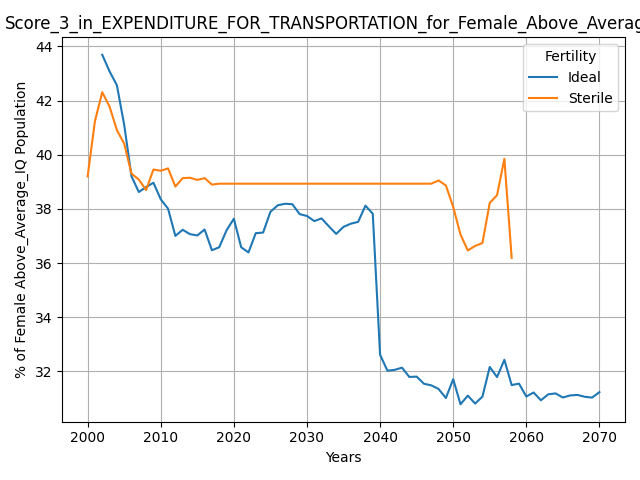 Score_3_in_EXPENDITURE_FOR_TRANSPORTATION_for_Female_Above_Averag
44
42
40
38
36
34
32
% of Female Above_Average_IQ Population
Fertility
Ideal
Sterile
2000 2010 2020 2030 2040 2050 2060 2070
Years